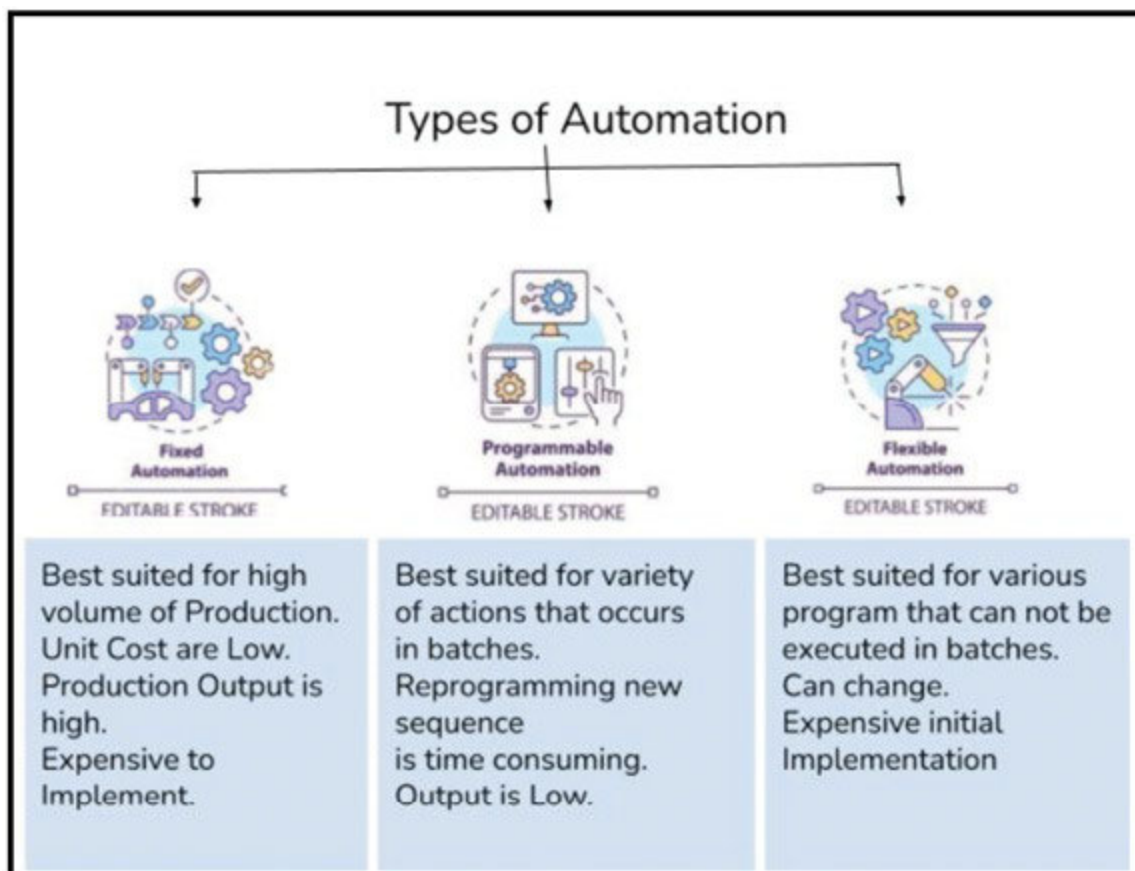 Types of Automation
Fixed
Automation
EDITABLE STROKE
Programmable
Automation
EDITABLE STROKE
Flexible
Automation
EDITABLE STROKE
Best suited for high
volume of Production.
Unit Cost are Low.
Production Output is
high.
Expensive to
Implement.
Best suited for variety
of actions that occurs
in batches.
Reprogramming new
sequence
is time consuming.
Output is Low.
Best suited for various
program that can not be
executed in batches.
Can change.
Expensive initial
Implementation